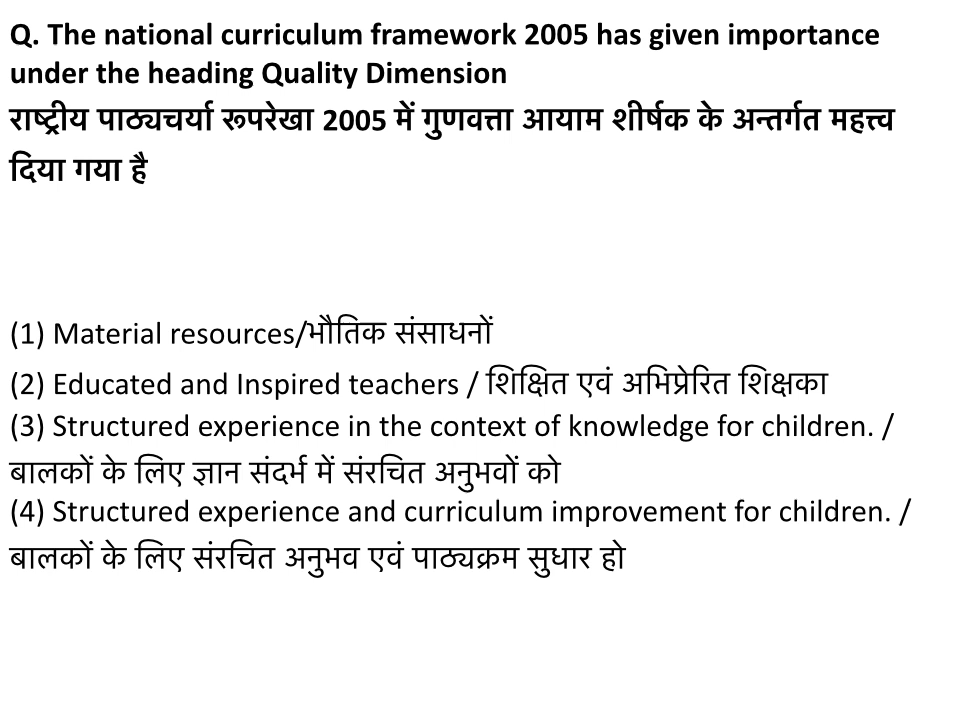 Q. The national curriculum framework 2005 has given importance
under the heading Quality Dimension
राष्ट्रीय पाठ्यचर्या रूपरेखा 2005 में गुणवत्ता आयाम शीर्षक के अन्तर्गत महत्त्व
दिया गया है
(1) Material resources/भौतिक संसाधनों
(2) Educated and Inspired teachers / शिक्षित एवं अभिप्रेरित शिक्षका
(3) Structured experience in the context of knowledge for children. /
बालकों के लिए ज्ञान संदर्भ में संरचित अनुभवों को
(4) Structured experience and curriculum improvement for children. /
बालकों के लिए संरचित अनुभव एवं पाठ्यक्रम सुधार हो